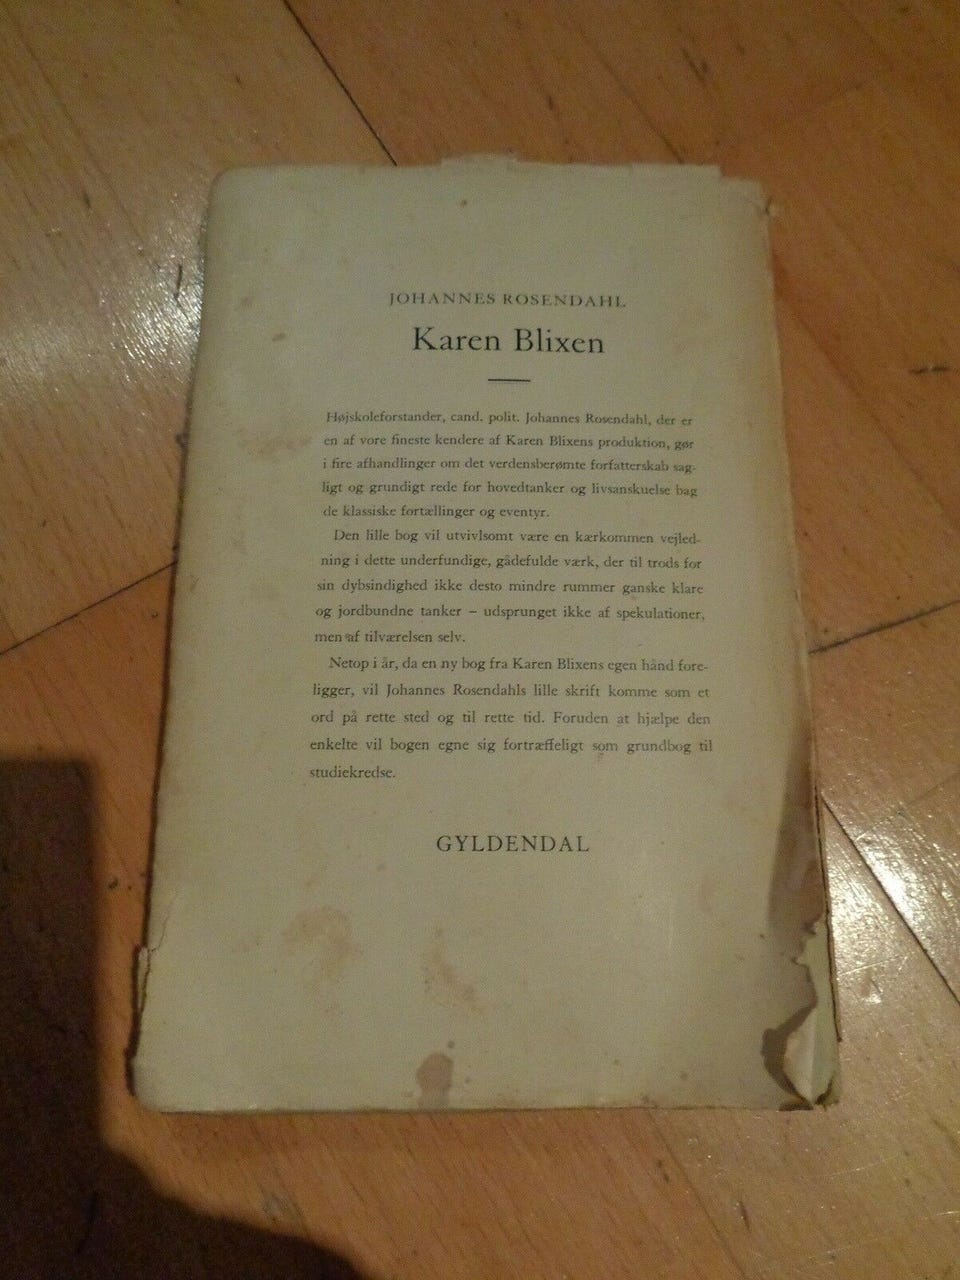 JOHANNES ROSENDAHL
Karen Blixen
Højskoleforstander, cand. polit. Johannes Rosendahl, der er
en af vore fineste kendere af Karen Blixens produktion, gør
i fire afhandlinger om det verdensberømte forfatterskab sag-
ligt og grundigt rede for hovedtanker og livsanskuelse bag
de klassiske fortællinger og eventyr.
Den lille bog vil utvivlsomt være en kærkommen vejled-
ning i dette underfundige, gådefulde værk, der til trods for
sin dybsindighed ikke desto mindre rummer ganske klare
og jordbundne tanker – udsprunget ikke af spekulationer,
men af tilværelsen selv.
Netop i år, da en ny bog fra Karen Blixens egen hånd fore-
ligger, vil Johannes Rosendahls lille skrift komme som et
ord på rette sted og til rette tid. Foruden at hjælpe den
enkelte vil bogen egne sig fortræffeligt som grundbog til
studiekredse.
GYLDENDAL